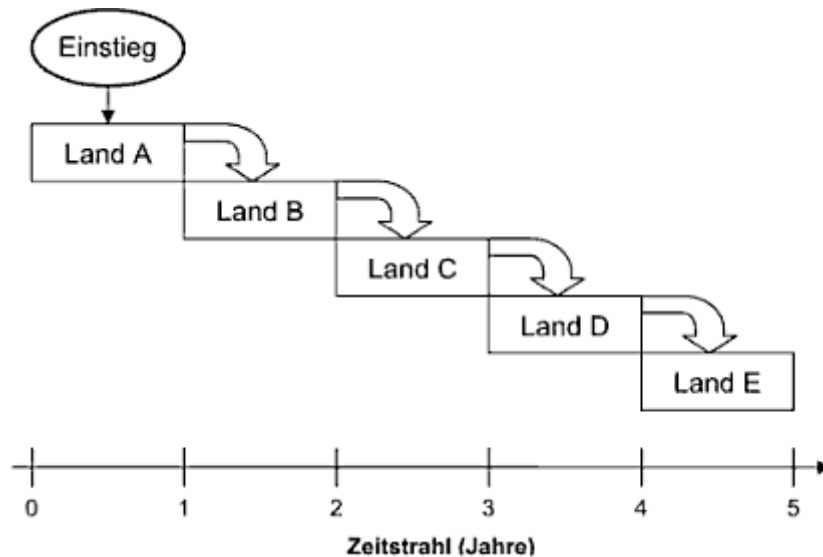 Einstieg
Land A
Land B
Land C
Land D
Land E
0 1 2 3 4 5
Zeitstrahl (Jahre)